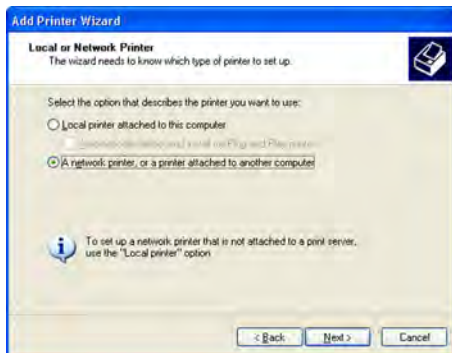 Add Printer Wizard
Local or Network Printer
The wizard needs to know which type of printer to set up.
Select the option that describes the printer you want to use:
Local printer attached to this computer
A network printer, or a printer attached to another computer
To set up a network printer that is not attached to a print server,
use the "Local printer" option
< Back
Next >
Cancel